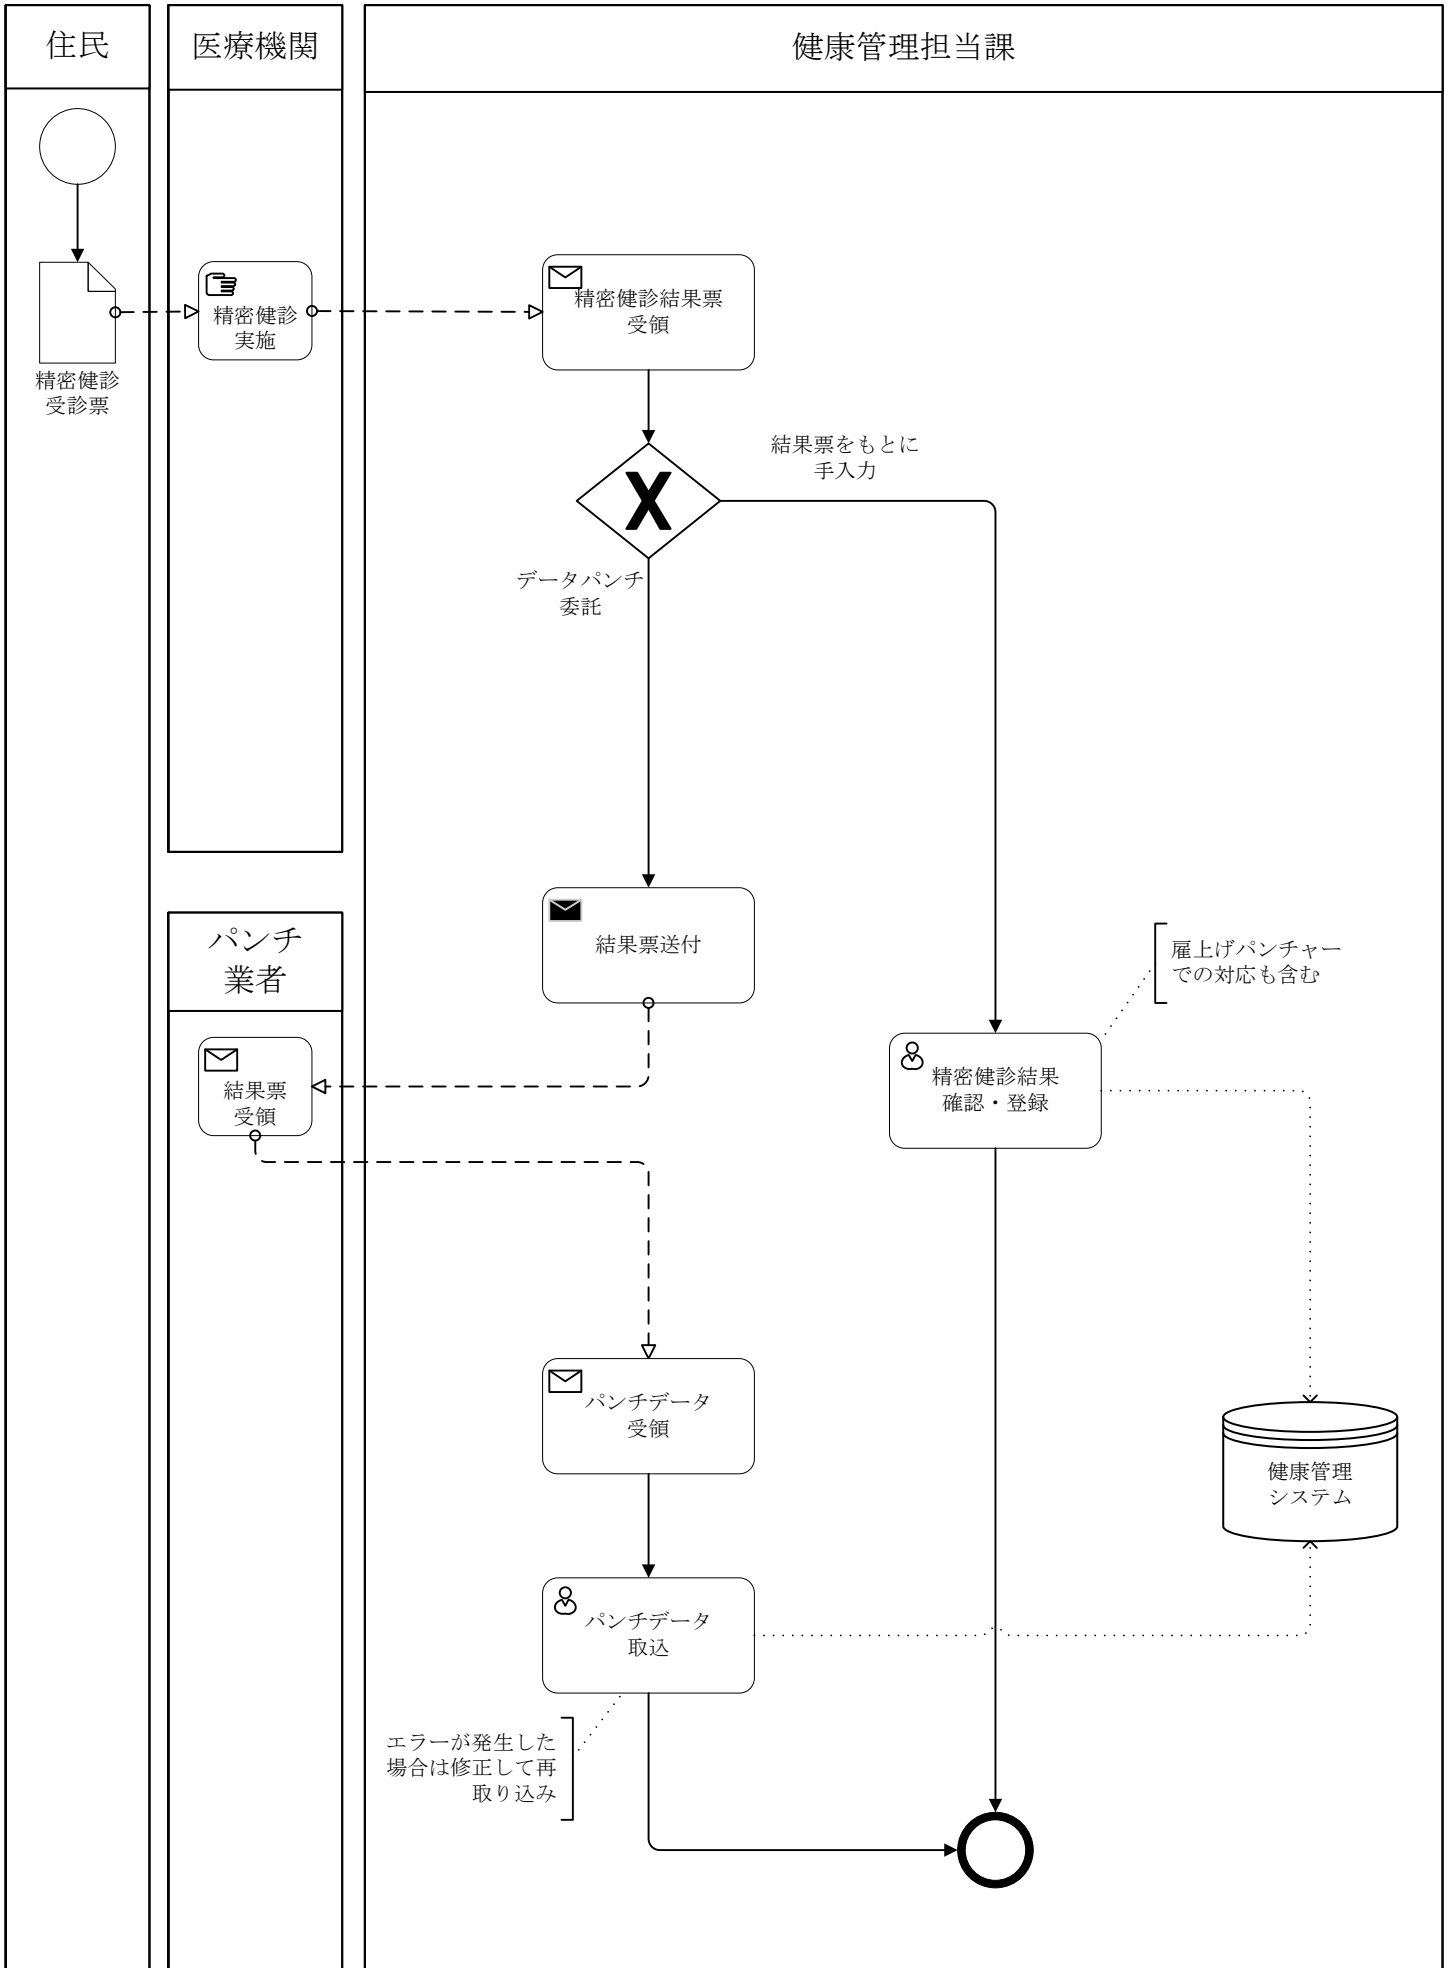 住民
医療機関
健康管理担当課
精密健診
受診票
精密健診
実施
精密健診結果票
受領
結果票をもとに
手入力
データパンチ
委託
結果票送付
パンチ
業者
結果票
受領
雇上げパンチャー
での対応も含む
精密健診結果
確認・登録
パンチデータ
受領
健康管理
システム
パンチデータ
取込
エラーが発生した
場合は修正して再
取り込み